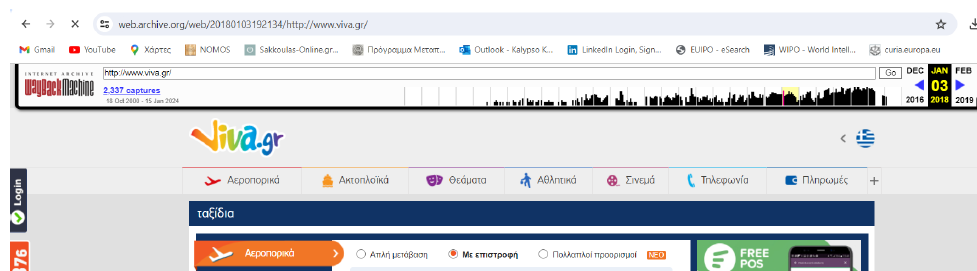 web.archive.org/web/20180103192134/http://www.viva.gr/
Gmail YouTube Χάρτες NOMOS Sakkoulas-Online.gr... Πρόγραμμα Μεταπτ... Outlook - Kalypso K... LinkedIn Login, Sign... EUIPO - eSearch WIPO - World Intell... curia.europa.eu
INTERNET ARCHIVE http://www.viva.gr/ Go DEC JAN FEB
WayBackMachine 2.337 captures 03
18 Oct 2000 - 15 Jan 2024 2016 2018 2019
viva.gr
Login
Αεροπορικά Ακτοπλοϊκά Θεάματα Αθλητικά Σινεμά Τηλεφωνία Πληρωμές +
ταξίδια
Αεροπορικά Απλή μετάβαση Με επιστροφή Πολλαπλοί προορισμοί ΝΕΟ FREE
POS
376